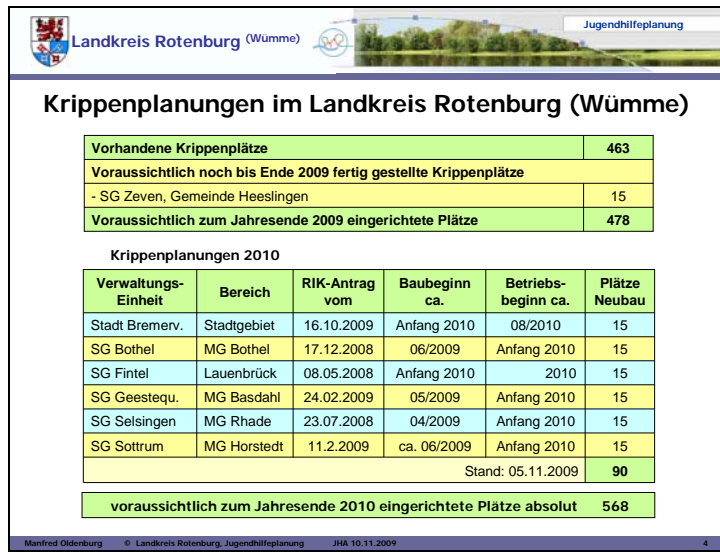 Jugendhilfeplanung
Landkreis Rotenburg (Wümme)
Krippenplanungen im Landkreis Rotenburg (Wümme)
Vorhandene Krippenplätze 463
Voraussichtlich noch bis Ende 2009 fertig gestellte Krippenplätze
- SG Zeven, Gemeinde Heeslingen 15
Voraussichtlich zum Jahresende 2009 eingerichtete Plätze 478
Krippenplanungen 2010
Verwaltungs- Bereich RIK-Antrag Baubeginn Betriebs- Plätze
Einheit vom ca. beginn ca. Neubau
Stadt Bremerv. Stadtgebiet 16.10.2009 Anfang 2010 08/2010 15
SG Bothel MG Bothel 17.12.2008 06/2009 Anfang 2010 15
SG Fintel Lauenbrück 08.05.2008 Anfang 2010 2010 15
SG Geestequ. MG Basdahl 24.02.2009 05/2009 Anfang 2010 15
SG Selsingen MG Rhade 23.07.2008 04/2009 Anfang 2010 15
SG Sottrum MG Horstedt 11.2.2009 ca. 06/2009 Anfang 2010 15
Stand: 05.11.2009 90
voraussichtlich zum Jahresende 2010 eingerichtete Plätze absolut 568
Manfred Oldenburg © Landkreis Rotenburg, Jugendhilfeplanung JHA 10.11.2009 4